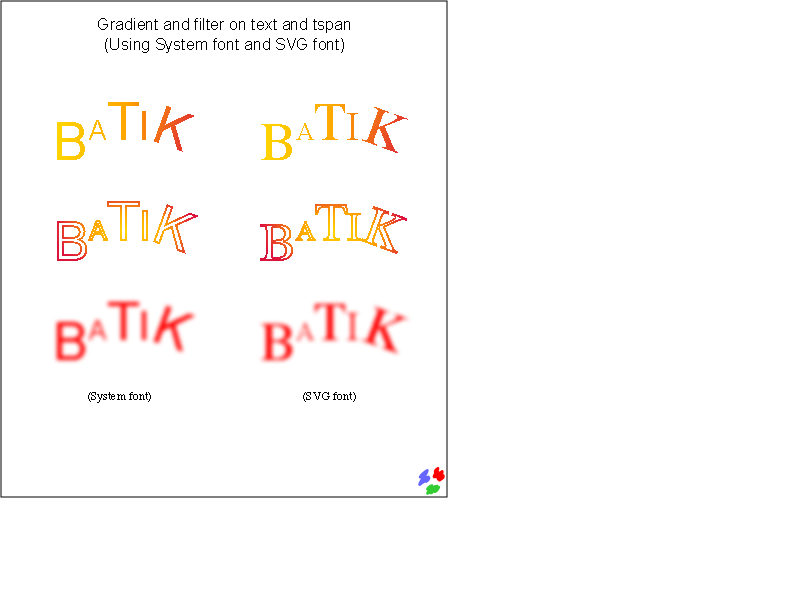 Gradient and filter on text and tspan
(Using System font and SVG font)
BATIK BATIK
BATIK BATIK
BATIK BATIK
(System font) (SVG font)